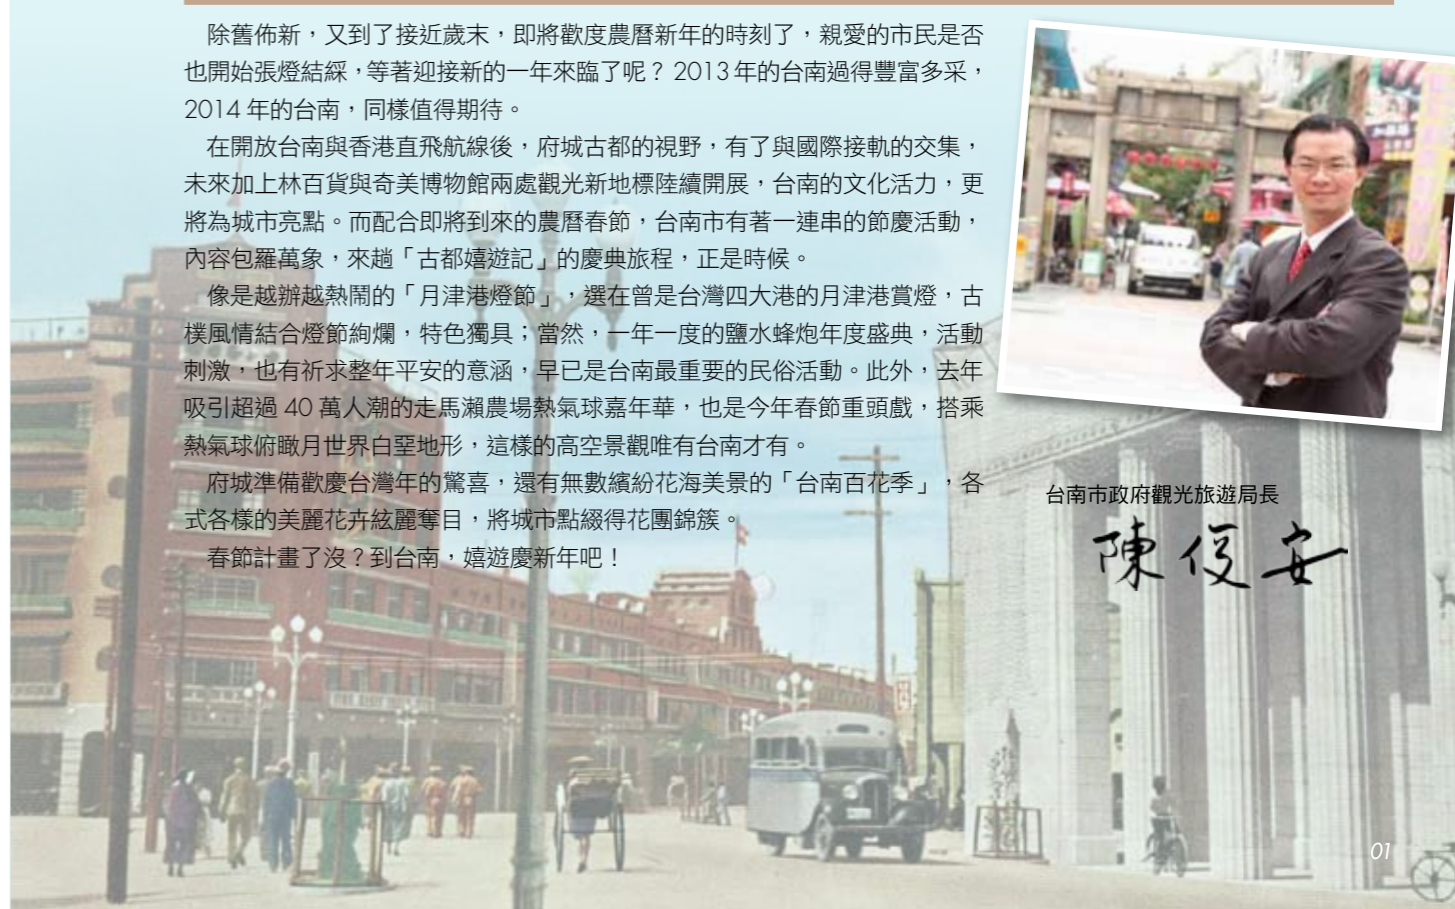 除舊佈新，又到了接近歲末，即將歡度農曆新年的時刻了，親愛的市民是否
也開始張燈結綵，等著迎接新的一年來臨了呢？ 2013 年的台南過得豐富多采，
2014 年的台南，同樣值得期待。
在開放台南與香港直飛航線後，府城古都的視野，有了與國際接軌的交集，
未來加上林百貨與奇美博物館兩處觀光新地標陸續開展，台南的文化活力，更
將為城市亮點。而配合即將到來的農曆春節，台南市有著一連串的節慶活動，
內容包羅萬象，來趟「古都嬉遊記」的慶典旅程，正是時候。
像是越辦越熱鬧的「月津港燈節」，選在曾是台灣四大港的月津港賞燈，古
樸風情結合燈節絢爛，特色獨具；當然，一年一度的鹽水蜂炮年度盛典，活動
刺激，也有祈求整年平安的意涵，早已是台南最重要的民俗活動。此外，去年
吸引超過 40 萬人潮的走馬瀨農場熱氣球嘉年華，也是今年春節重頭戲，搭乘
熱氣球俯瞰月世界白堊地形，這樣的高空景觀唯有台南才有。
府城準備歡慶台灣年的驚喜，還有無數繽紛花海美景的「台南百花季」，各
式各樣的美麗花卉絃麗奪目，將城市點綴得花團錦簇。
春節計畫了沒？到台南，嬉遊慶新年吧！
台南市政府觀光旅遊局長
陳俊安
01